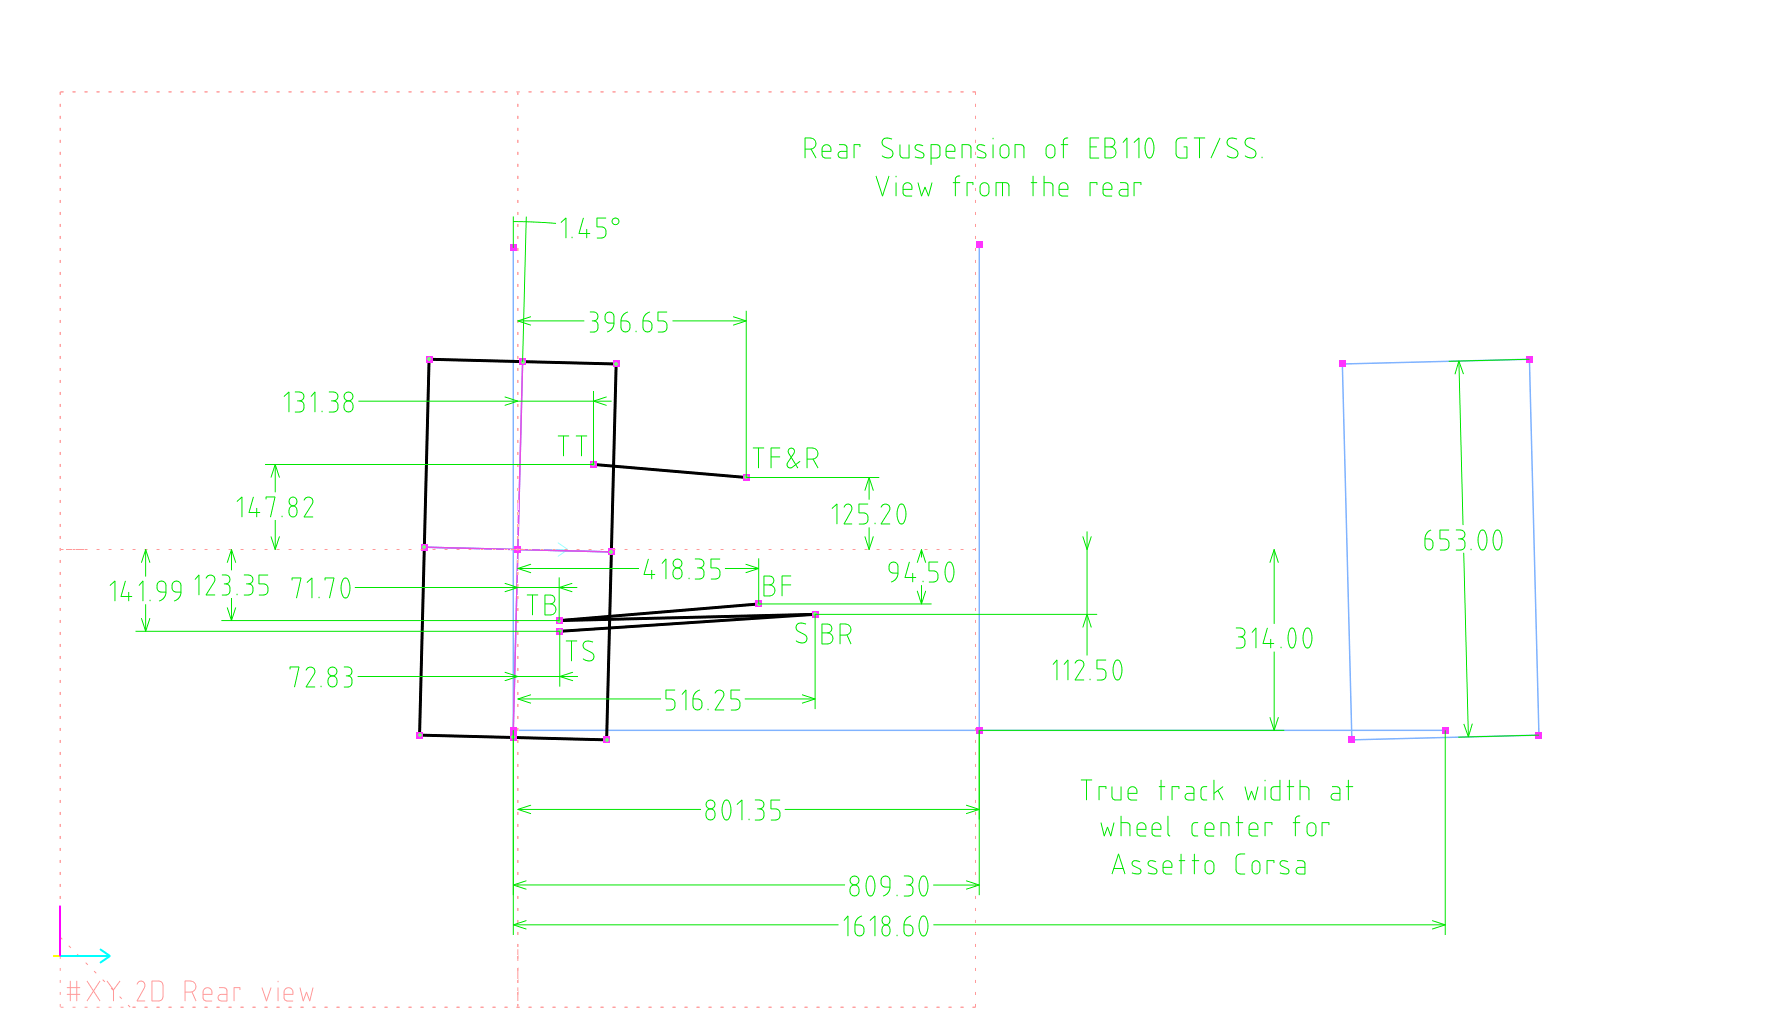 Rear Suspension of EB110 GT/SS.
View from the rear
1.45°
396.65
131.38
TT
TF&R
147.82
125.20
653.00
418.35
94.50
141.99
123.35
71.70
BF
TB
S BR
314.00
TS
112.50
72.83
516.25
True track width at
wheel center for
Assetto Corsa
801.35
809.30
1618.60
#XY 2D Rear view